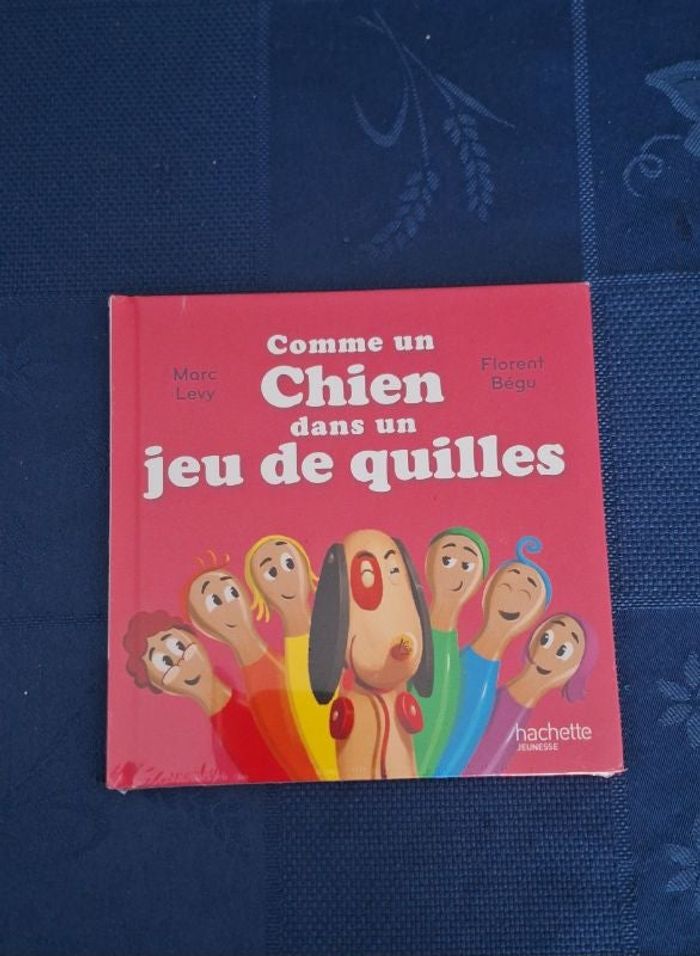 Comme un
Marc
Levy
Chien
Florent
Bégu
dans un
jeu de quilles
hachette
JEUNESSE